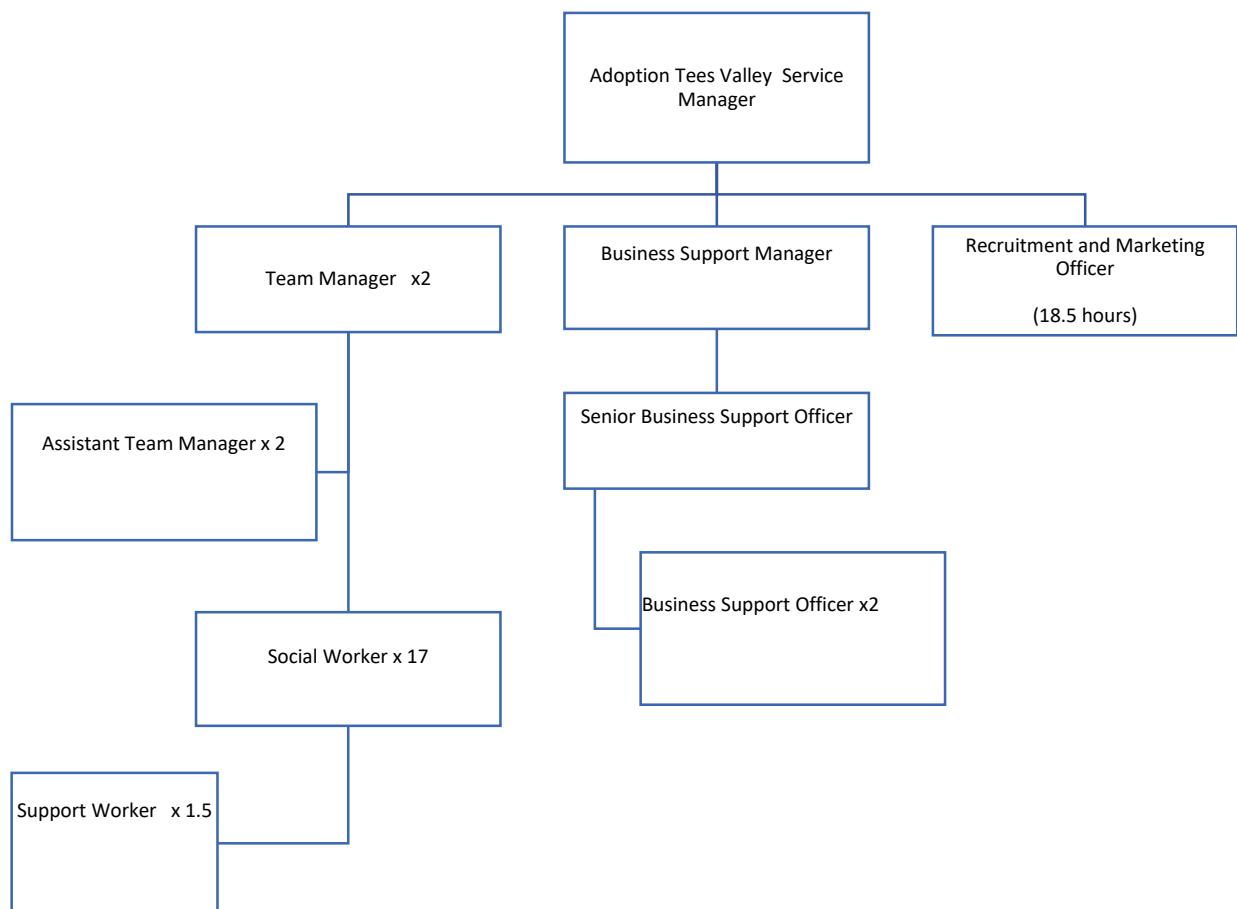 Adoption Tees Valley  Service
Manager
Team Manager   x2
Business Support Manager
Recruitment and Marketing
Officer
(18.5 hours)
Assistant Team Manager x 2
Senior Business Support Officer
Business Support Officer x2
Social Worker x 17
Support Worker   x 1.5